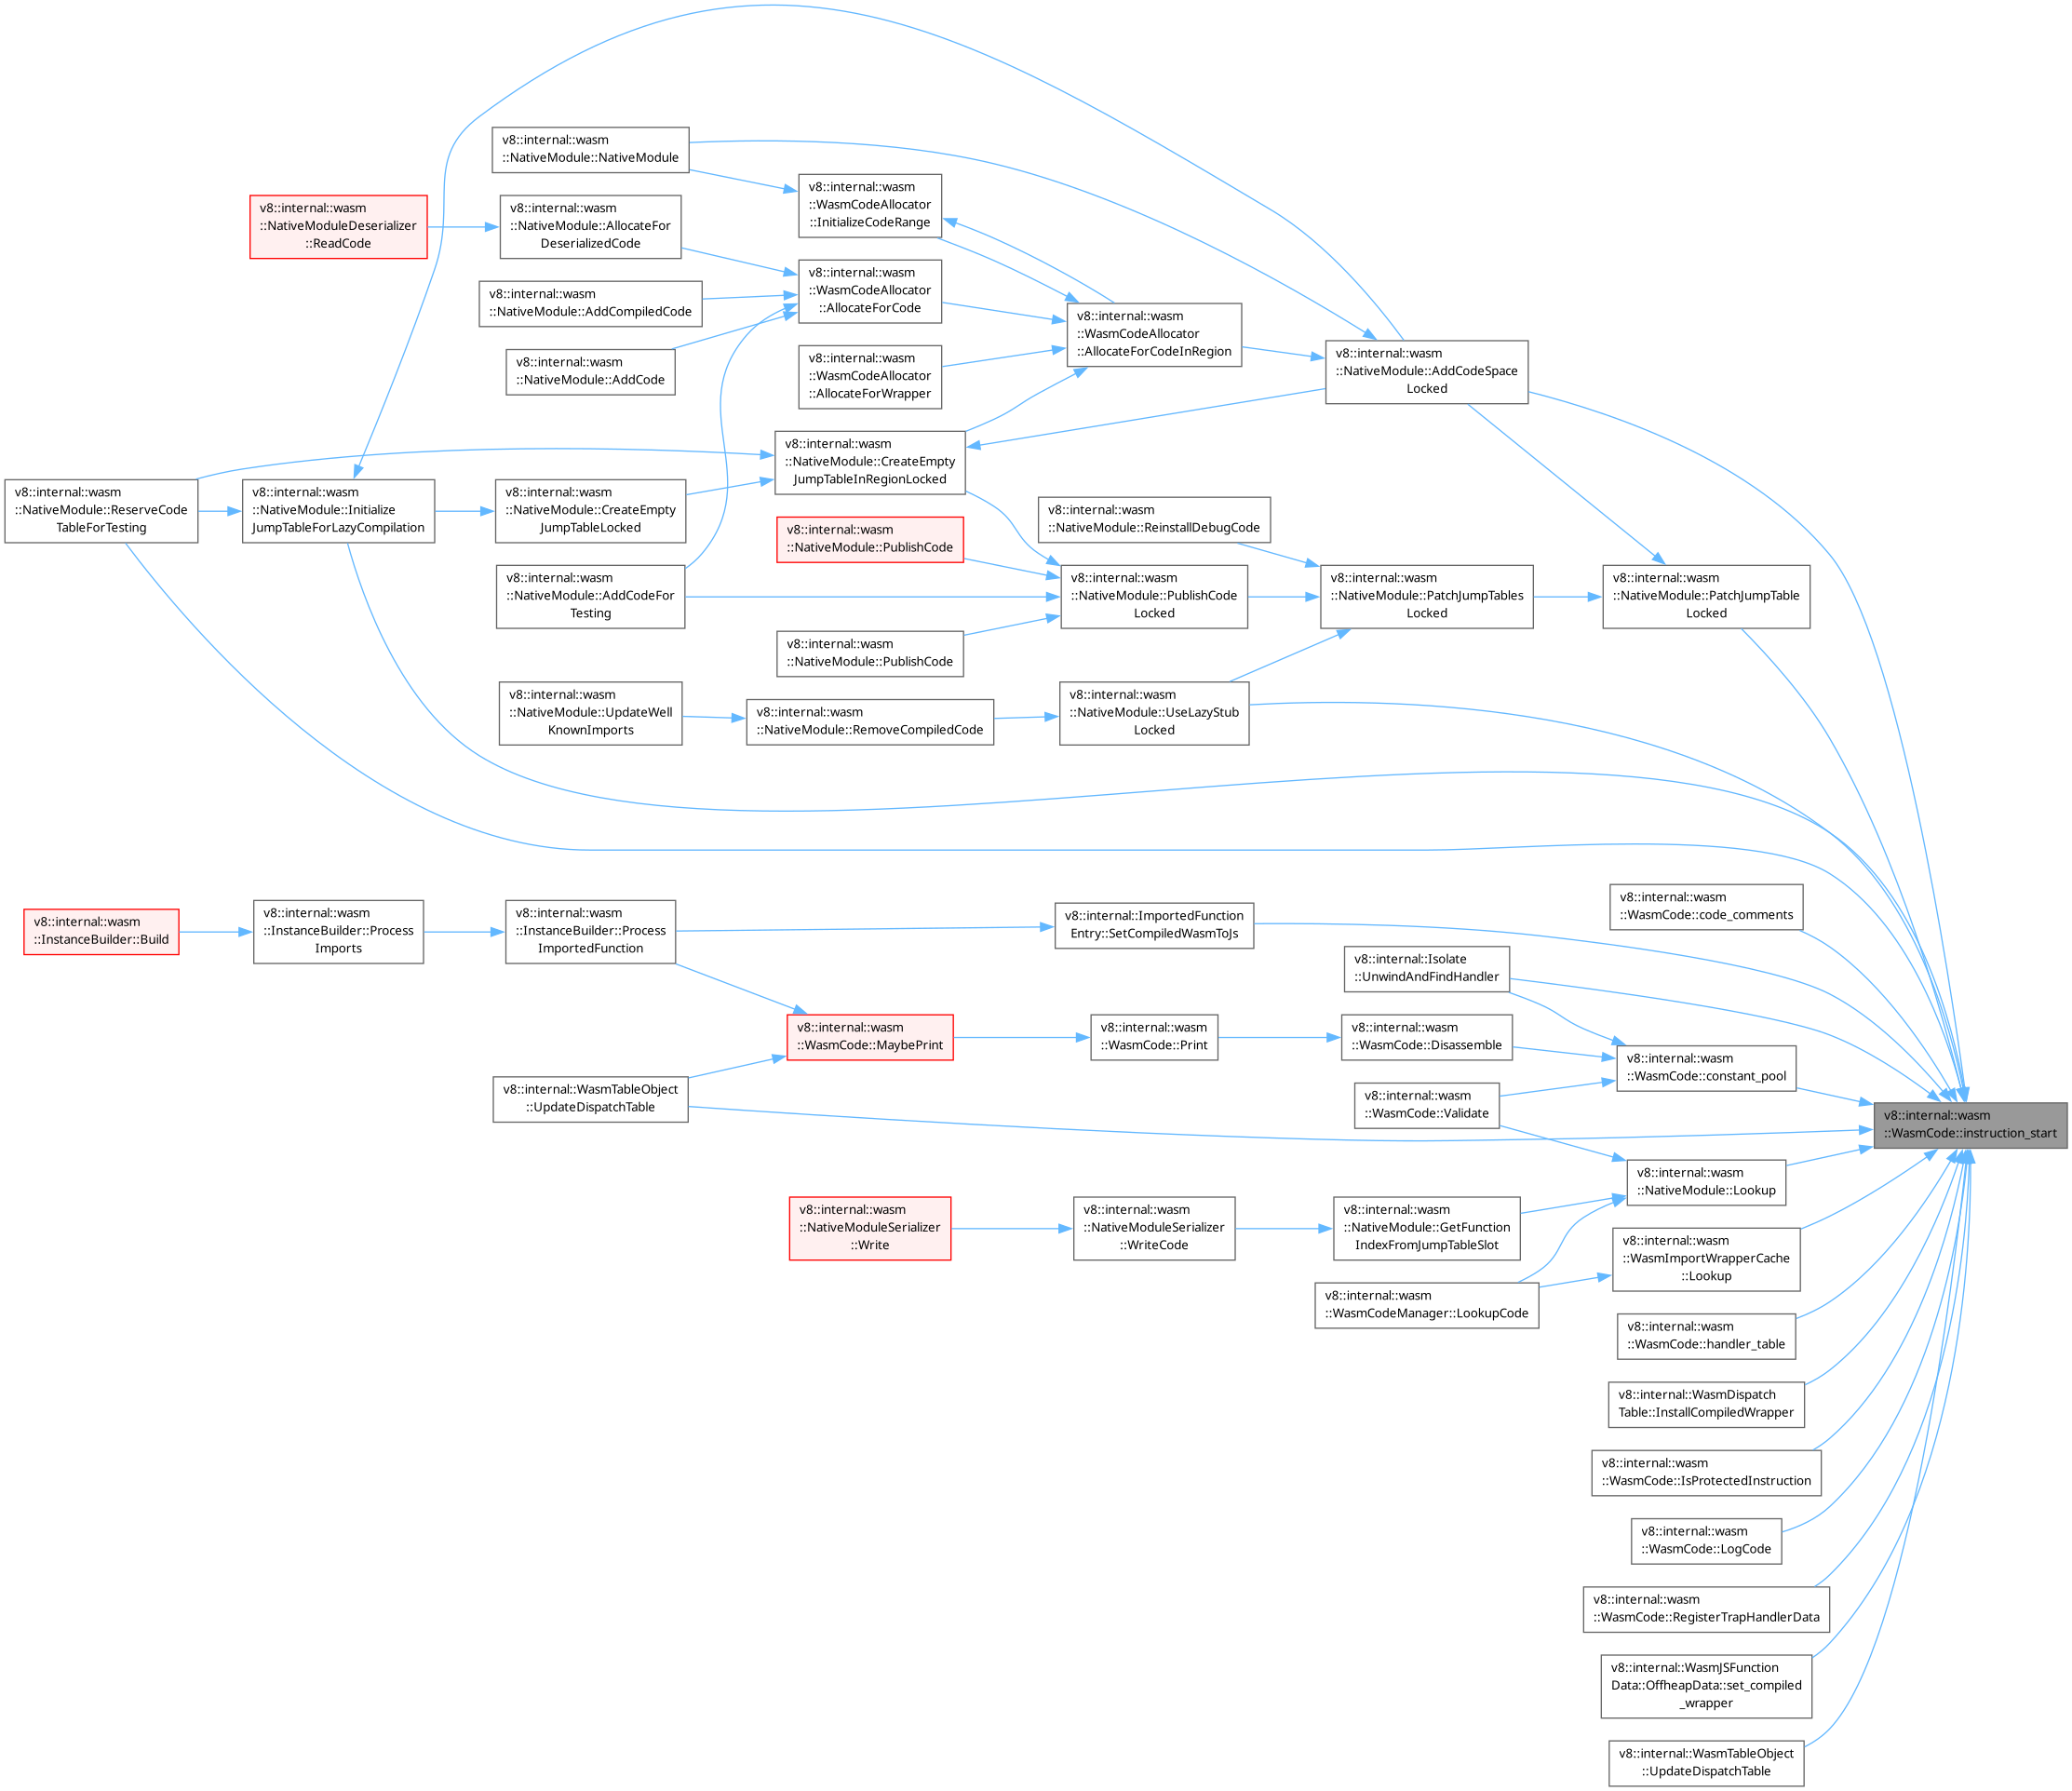 v8::internal::wasm
::NativeModule::NativeModule
v8::internal::wasm
::WasmCodeAllocator
::InitializeCodeRange
v8::internal::wasm
::NativeModuleDeserializer
::ReadCode
v8::internal::wasm
::NativeModule::AllocateFor
DeserializedCode
v8::internal::wasm
::WasmCodeAllocator
::AllocateForCode
v8::internal::wasm
::NativeModule::AddCompiledCode
v8::internal::wasm
::WasmCodeAllocator
::AllocateForCodeInRegion
v8::internal::wasm
::NativeModule::AddCodeSpace
Locked
v8::internal::wasm
::NativeModule::AddCode
v8::internal::wasm
::WasmCodeAllocator
::AllocateForWrapper
v8::internal::wasm
::NativeModule::CreateEmpty
JumpTableInRegionLocked
v8::internal::wasm
::NativeModule::ReserveCode
TableForTesting
v8::internal::wasm
::NativeModule::Initialize
JumpTableForLazyCompilation
v8::internal::wasm
::NativeModule::CreateEmpty
JumpTableLocked
v8::internal::wasm
::NativeModule::ReinstallDebugCode
v8::internal::wasm
::NativeModule::PublishCode
v8::internal::wasm
::NativeModule::AddCodeFor
Testing
v8::internal::wasm
::NativeModule::PublishCode
Locked
v8::internal::wasm
::NativeModule::PatchJumpTables
Locked
v8::internal::wasm
::NativeModule::PatchJumpTable
Locked
v8::internal::wasm
::NativeModule::PublishCode
v8::internal::wasm
::NativeModule::UpdateWell
KnownImports
v8::internal::wasm
::NativeModule::RemoveCompiledCode
v8::internal::wasm
::NativeModule::UseLazyStub
Locked
v8::internal::wasm
::WasmCode::code_comments
v8::internal::wasm
::InstanceBuilder::Build
v8::internal::wasm
::InstanceBuilder::Process
Imports
v8::internal::wasm
::InstanceBuilder::Process
ImportedFunction
v8::internal::ImportedFunction
Entry::SetCompiledWasmToJs
v8::internal::Isolate
::UnwindAndFindHandler
v8::internal::wasm
::WasmCode::MaybePrint
v8::internal::wasm
::WasmCode::Print
v8::internal::wasm
::WasmCode::Disassemble
v8::internal::wasm
::WasmCode::constant_pool
v8::internal::WasmTableObject
::UpdateDispatchTable
v8::internal::wasm
::WasmCode::Validate
v8::internal::wasm
::WasmCode::instruction_start
v8::internal::wasm
::NativeModule::Lookup
v8::internal::wasm
::NativeModuleSerializer
::Write
v8::internal::wasm
::NativeModuleSerializer
::WriteCode
v8::internal::wasm
::NativeModule::GetFunction
IndexFromJumpTableSlot
v8::internal::wasm
::WasmImportWrapperCache
::Lookup
v8::internal::wasm
::WasmCodeManager::LookupCode
v8::internal::wasm
::WasmCode::handler_table
v8::internal::WasmDispatch
Table::InstallCompiledWrapper
v8::internal::wasm
::WasmCode::IsProtectedInstruction
v8::internal::wasm
::WasmCode::LogCode
v8::internal::wasm
::WasmCode::RegisterTrapHandlerData
v8::internal::WasmJSFunction
Data::OffheapData::set_compiled
_wrapper
v8::internal::WasmTableObject
::UpdateDispatchTable